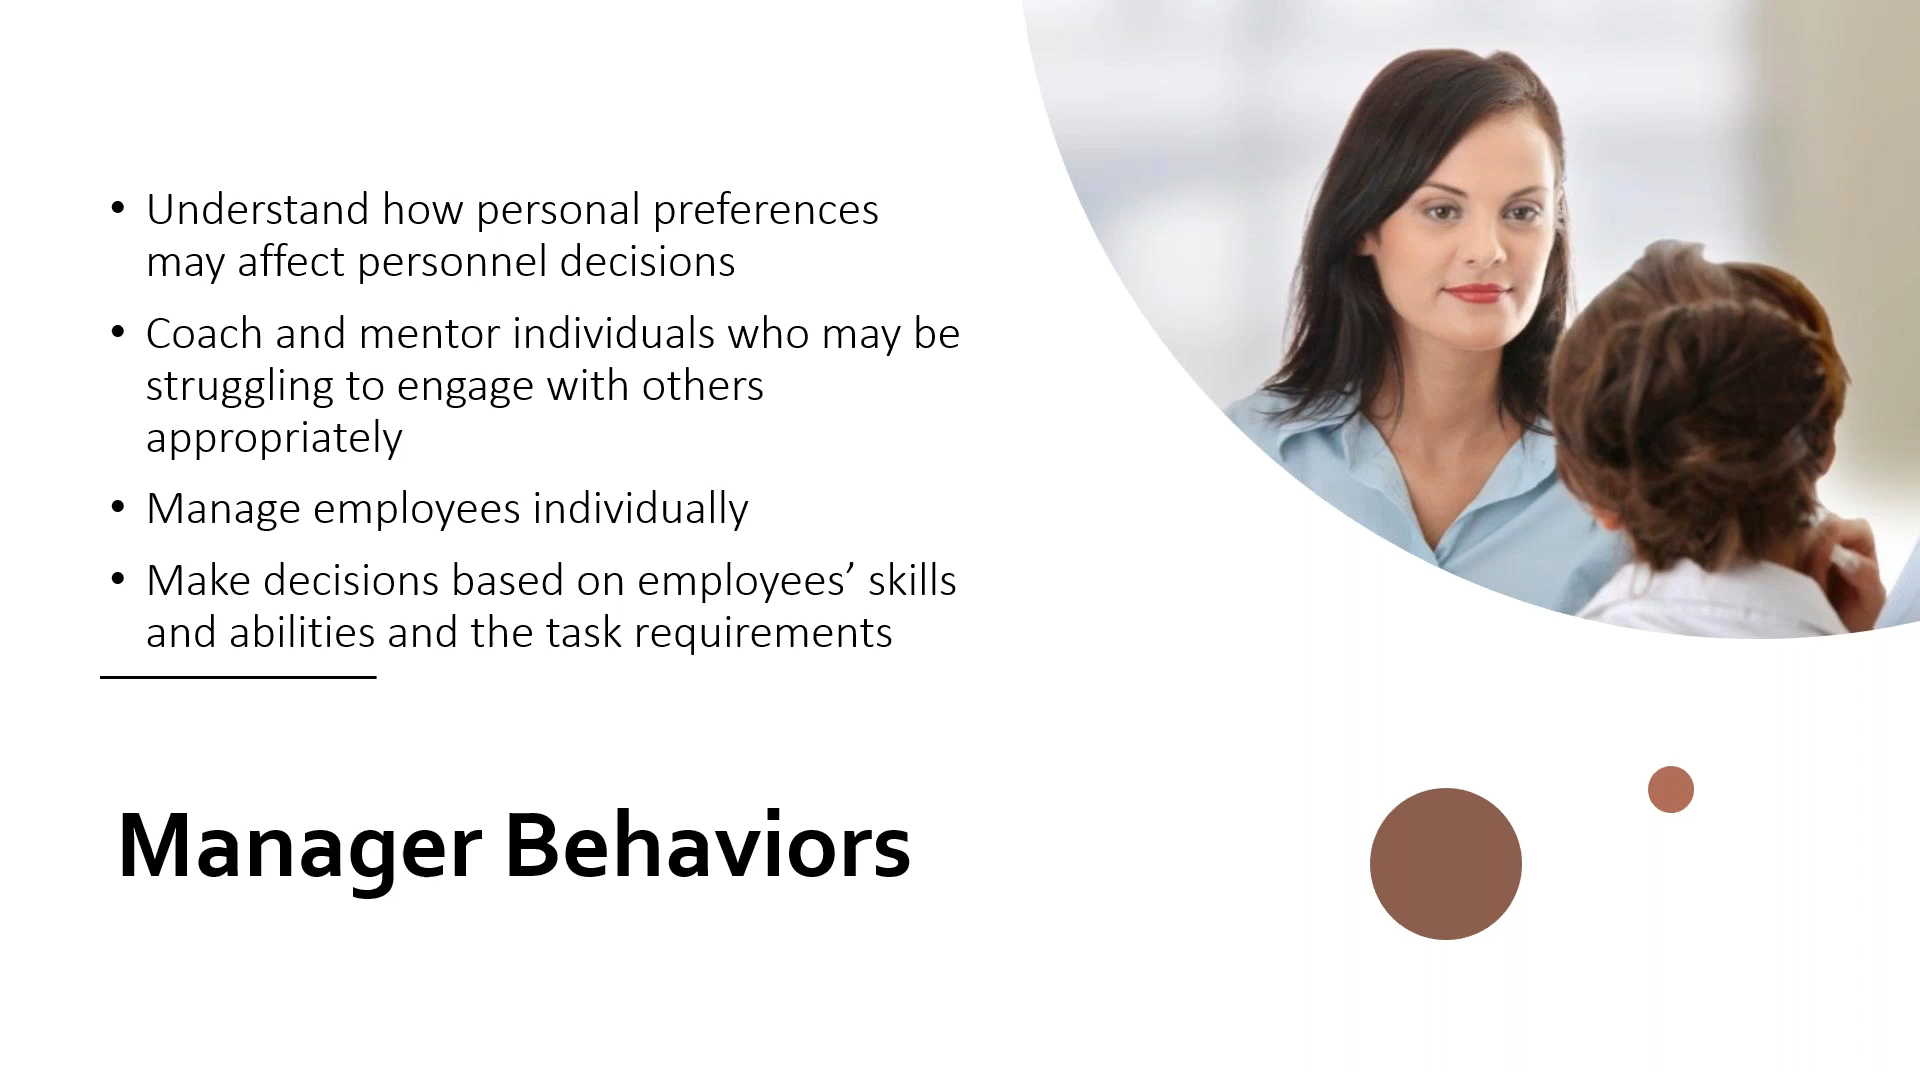 • Understand how personal preferences
may affect personnel decisions
• Coach and mentor individuals who may be
struggling to engage with others
appropriately
• Manage employees individually
• Make decisions based on employees’ skills
and abilities and the task requirements
Manager Behaviors